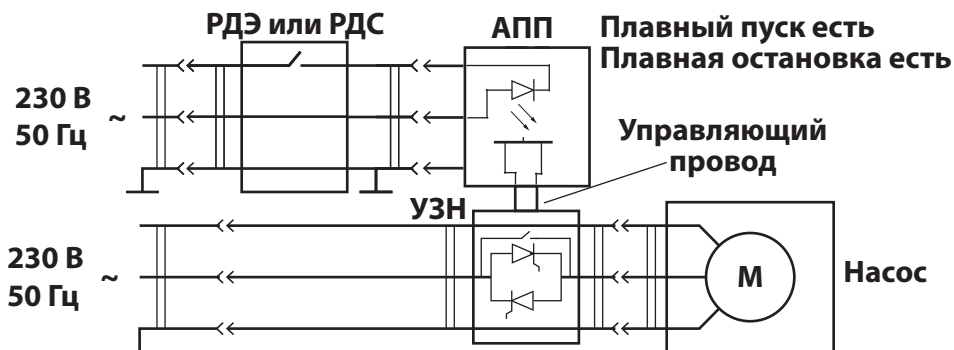 РДЭ или РДС
АПП
Плавный пуск есть
Плавная остановка есть
230 В
50 Гц
~
Управляющий
провод
УЗН
230 В
50 Гц
~
М
Насос